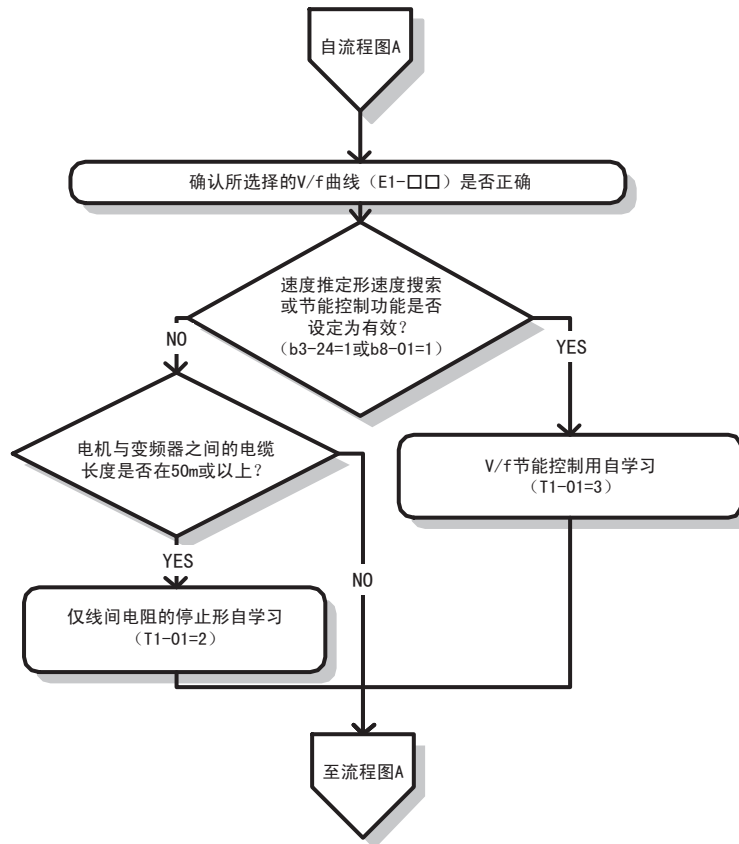 自流程图A
确认所选择的V/f曲线（E1-□□）是否正确
速度推定形速度搜索
或节能控制功能是否
设定为有效？
（b3-24=1或b8-01=1）
NO
YES
电机与变频器之间的电缆
长度是否在50m或以上？
V/f节能控制用自学习
（T1-01=3）
YES
NO
仅线间电阻的停止形自学习
（T1-01=2）
至流程图A